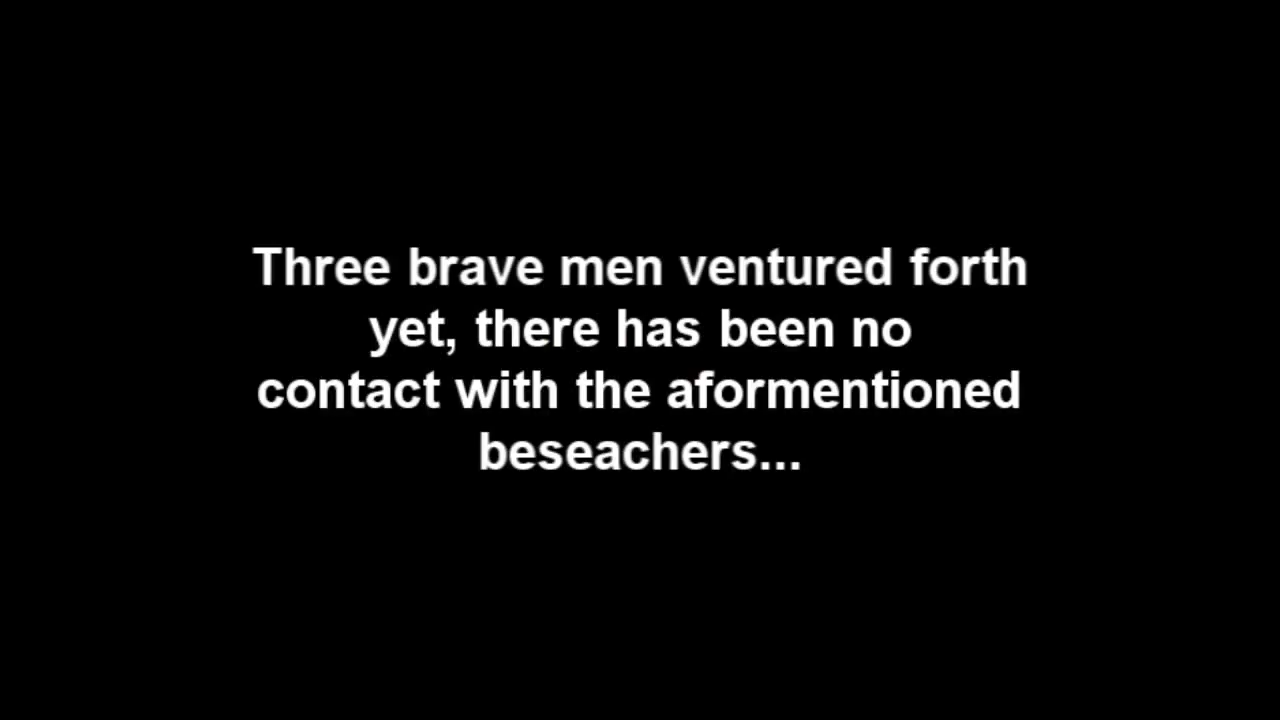 Three brave men ventured forth
yet, there has been no
contact with the aformentioned
beseachers...